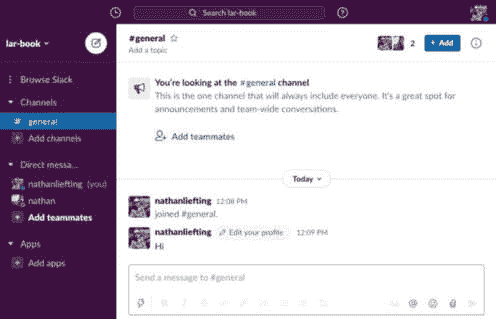 Search lar-book
lar-book
#general
Add a topic
2
Add
Browse Slack
Channels
# general
Add channels
Direct messa...
nathanliefting (you)
nathan
Add teammates
Apps
Add apps
You're looking at the #general channel
This is the one channel that will always include everyone. It's a great spot for
announcements and team-wide conversations.
Add teammates
Today
nathanliefting 12:08 PM
joined #general.
nathanliefting Edit your profile 12:09 PM
Hi
Send a message to #general